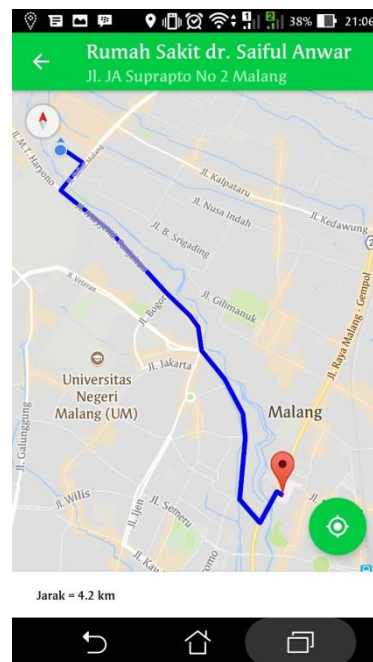 38% 21:06
Rumah Sakit dr. Saiful Anwar
Jl. JA Suprapto No 2 Malang
Jl. M.T. Haryono
Jl. Kalpataru
Jl. Nusa Indah
Jl. Kedawung
Jl. B. Srigading
Jl. Veteran
Jl. Bogor
Jl. Gilimanuk
Jl. Raya Malang - Gempol
Jl. Jakarta
Universitas
Negeri
Malang (UM)
Malang
Jl. Galunggung
Jl. Wilis
Jl. Ijen
Jl. Semeru
Jarak = 4.2 km